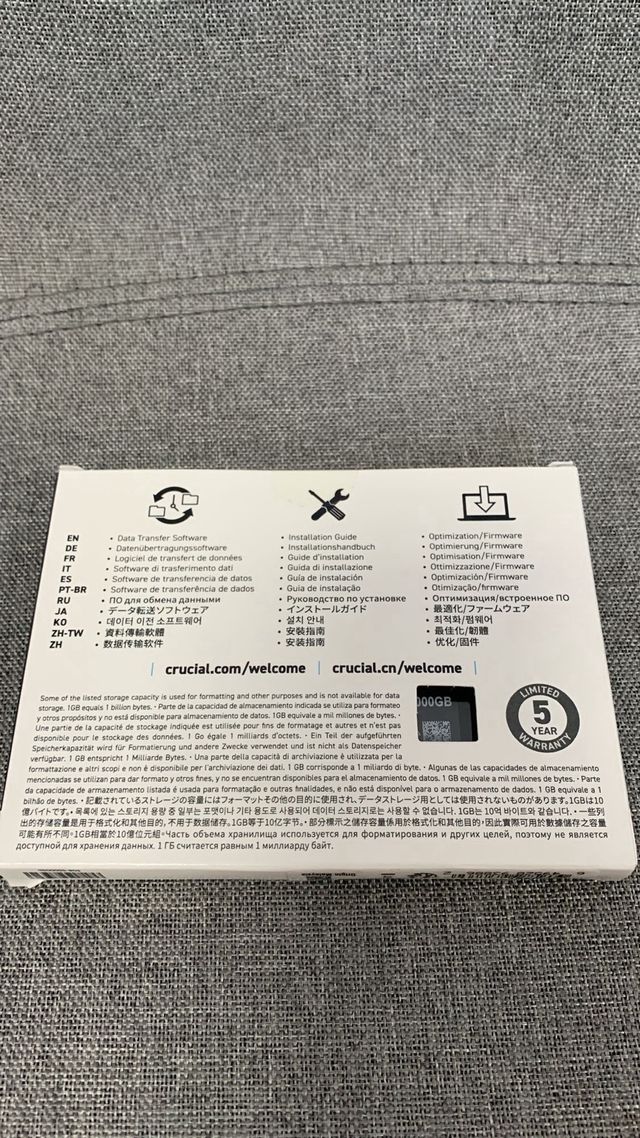 EN • Data Transfer Software • Installation Guide • Optimization/Firmware
DE • Datenübertragungssoftware • Installationshandbuch • Optimierung/Firmware
FR • Logiciel de transfert de données • Guide d'installation • Optimisation/Firmware
IT • Software di trasferimento dati • Guida di installazione • Ottimizzazione/Firmware
ES • Software de transferencia de datos • Guía de instalación • Optimización/Firmware
PT-BR • Software de transferência de dados • Guia de instalação • Otimização/firmware
RU • ПО для обмена данными • Руководство по установке • Оптимизация/встроенное ПО
JA • データ転送ソフトウェア • インストールガイド • 最適化/ファームウェア
KO • 데이터 이전 소프트웨어 • 설치 안내 • 최적화/펌웨어
ZH-TW • 資料傳輸軟體 • 安裝指南 • 最佳化/韌體
ZH • 数据传输软件 • 安装指南 • 优化/固件
crucial.com/welcome | crucial.cn/welcome
Some of the listed storage capacity is used for formatting and other purposes and is not available for data
storage. 1GB equals 1 billion bytes. • Parte de la capacidad de almacenamiento indicada se utiliza para formateo
y otros propósitos y no está disponible para almacenamiento de datos. 1GB equivale a mil millones de bytes. •
Une partie de la capacité de stockage indiquée est utilisée pour fins de formatage et autres et n'est pas
disponible pour le stockage des données. 1 Go égale 1 milliards d'octets. • Ein Teil der aufgeführten
Speicherkapazität wird für Formatierung und andere Zwecke verwendet und ist nicht als Datenspeicher
verfügbar. 1 GB entspricht 1 Milliarde Bytes. • Una parte della capacità di archiviazione è utilizzata per la
formattazione e altri scopi e non è disponibile per l'archiviazione dei dati. 1 GB corresponde a 1 miliardo di byte. • Algunas de las capacidades de almacenamiento
mencionadas se utilizan para dar formato y otros fines, y no se encuentran disponibles para el almacenamiento de datos. 1 GB equivale a mil millones de bytes. • Parte
da capacidade de armazenamento listada é usada para formatação e outras finalidades, e não está disponível para o armazenamento de dados. 1 GB equivale a 1
bilhão de bytes. • 記載されているストレージの容量にはフォーマットその他の目的に使用され、データストレージ用としては使用されないものがあります。1GBは10
億バイトです。• 목록에 있는 스토리지 용량 중 일부는 포맷이나 기타 용도로 사용되어 데이터 스토리지로는 사용할 수 없습니다. 1GB는 10억 바이트와 같습니다. • 一些列
出的存储容量是用于格式化和其他目的，不用于数据储存。1GB等于10亿字节。• 部分標示之儲存容量係用於格式化和其他目的，因此實際可用於數據儲存之容量
可能有所不同。1GB相當於10億位元組 • Часть объема хранилища используется для форматирования и других целей, поэтому не является
доступной для хранения данных. 1 ГБ считается равным 1 миллиарду байт.
000GB
LIMITED
5
YEAR
WARRANTY